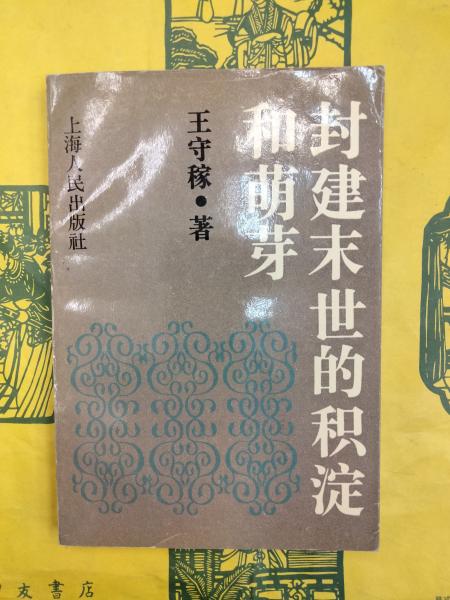 封建末世的积淀
和萌芽
王守稼·著
上海人民出版社
友書店